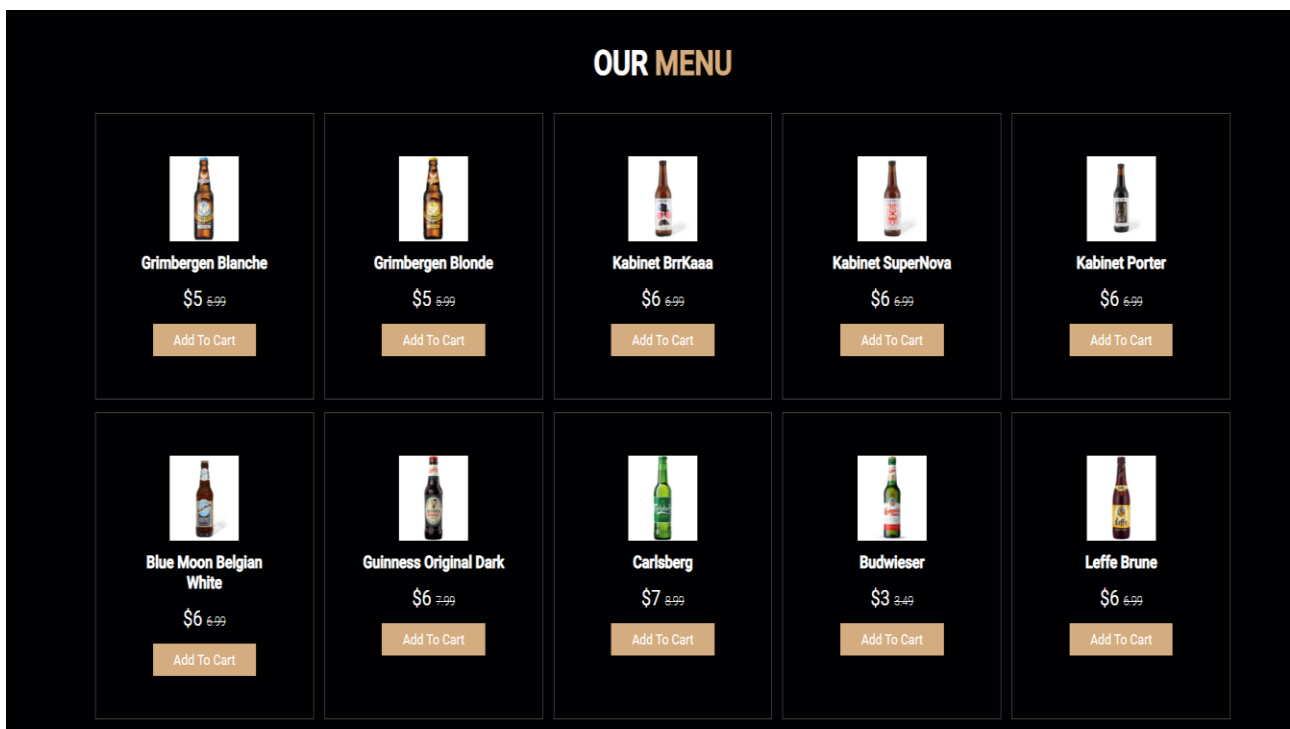 OUR MENU
Grimbergen Blanche
$5 6.99
Add To Cart
Grimbergen Blonde
$5 6.99
Add To Cart
Kabinet BrrKaaa
$6 6.99
Add To Cart
Kabinet SuperNova
$6 6.99
Add To Cart
Kabinet Porter
$6 6.99
Add To Cart
Blue Moon Belgian
White
$6 6.99
Add To Cart
Guinness Original Dark
$6 7.99
Add To Cart
Carlsberg
$7 8.99
Add To Cart
Budwieser
$3 3.49
Add To Cart
Leffe Brune
$6 6.99
Add To Cart